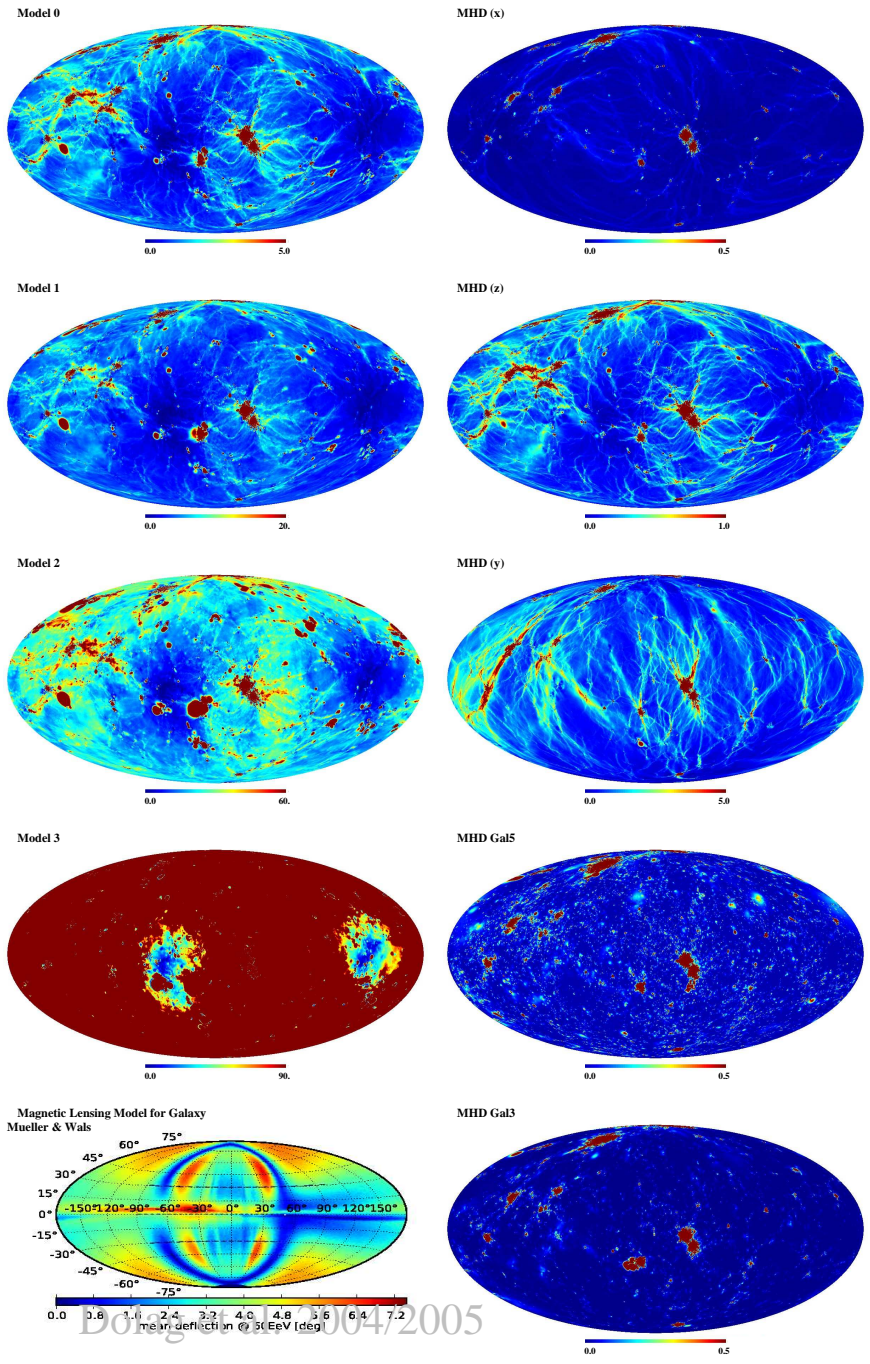 Model 0
MHD (x)
0.0 5.0
0.0 0.5
Model 1
MHD (z)
0.0 20.
0.0 1.0
Model 2
MHD (y)
0.0 60.
0.0 5.0
Model 3
MHD Gal5
0.0 90.
0.0 0.5
Magnetic Lensing Model for Galaxy
Mueller & Wals
MHD Gal3
75°
60°
45°
30°
15°
-150°-120°-90° -60° -30° 0° 30° 60° 90° 120°150°
0°
-15°
-30°
-45°
-60°
-75°
0.0 0.8 1.6 2.4 3.2 4.0 4.8 5.6 6.4 7.2
mean deflection @ 60EeV [deg]
Dolag et al. 2004/2005
0.0 0.5